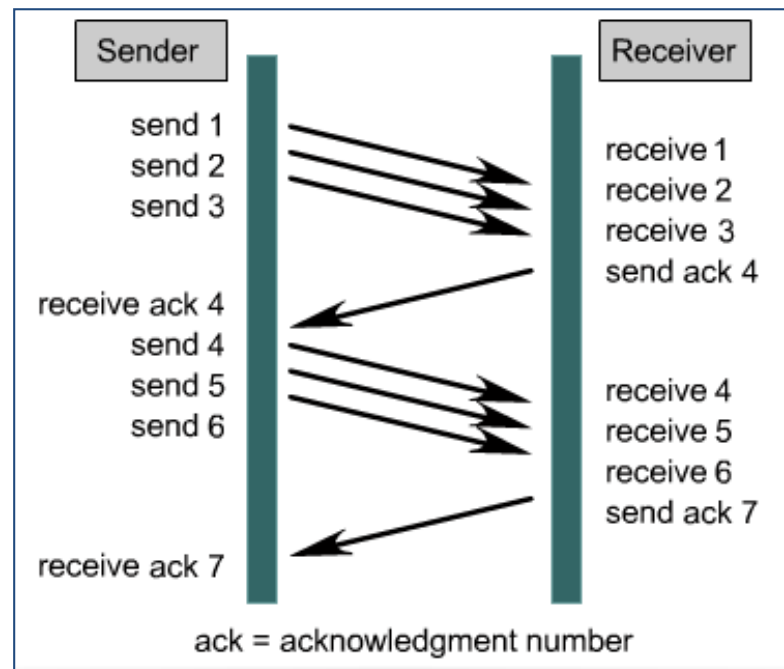 Sender
Receiver
send 1
send 2
send 3
receive 1
receive 2
receive 3
send ack 4
receive ack 4
send 4
send 5
send 6
receive 4
receive 5
receive 6
send ack 7
receive ack 7
ack = acknowledgment number